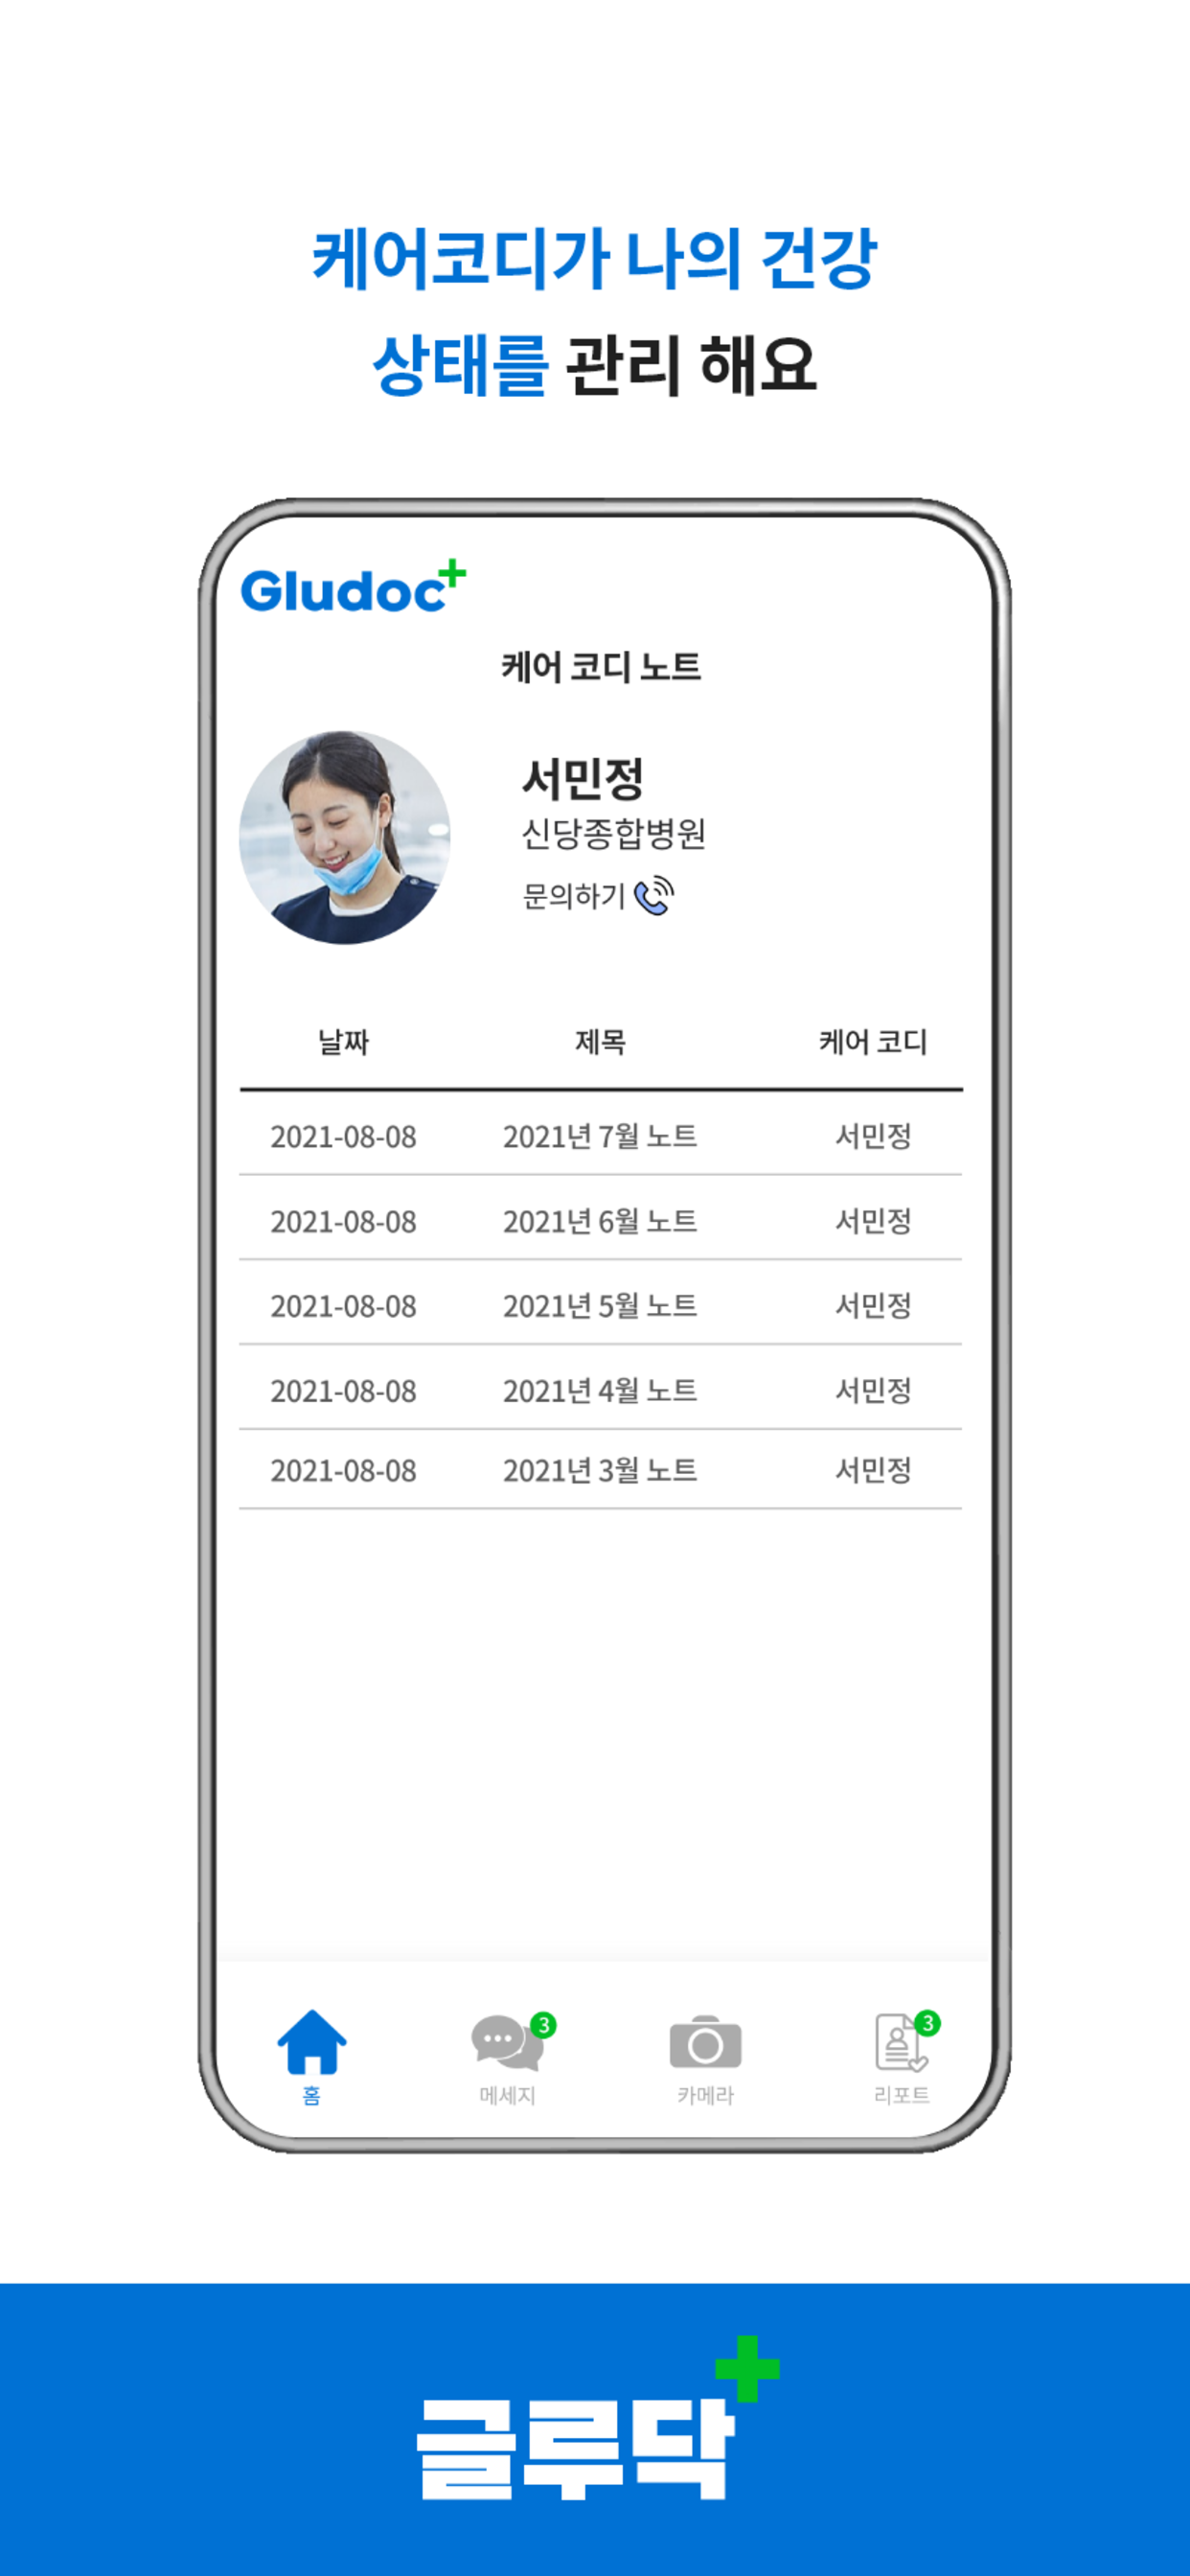 케어코디가 나의 건강
상태를 관리 해요
Gludoc+
케어 코디 노트
서민정
신당종합병원
문의하기
날짜 제목 케어 코디
2021-08-08 2021년 7월 노트 서민정
2021-08-08 2021년 6월 노트 서민정
2021-08-08 2021년 5월 노트 서민정
2021-08-08 2021년 4월 노트 서민정
2021-08-08 2021년 3월 노트 서민정
3 3
홈 메세지 카메라 리포트
글루닥+